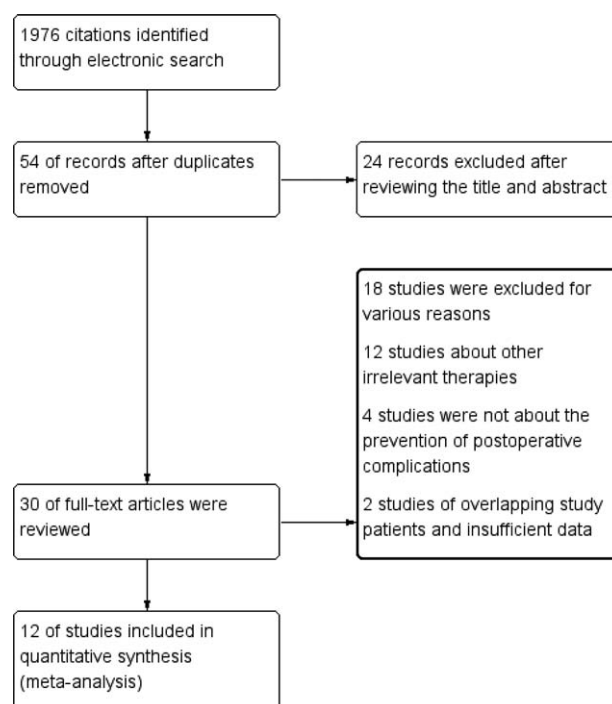 1976 citations identified
through electronic search
54 of records after duplicates
removed
24 records excluded after
reviewing the title and abstract
18 studies were excluded for
various reasons
12 studies about other
irrelevant therapies
4 studies were not about the
prevention of postoperative
complications
2 studies of overlapping study
patients and insufficient data
30 of full-text articles were
reviewed
12 of studies included in
quantitative synthesis
(meta-analysis)